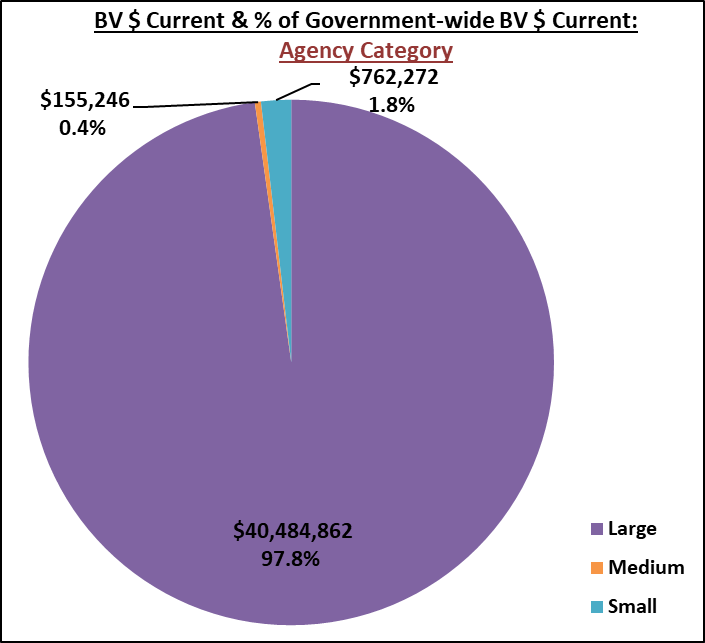 BV $ Current & % of Government-wide BV $ Current:
Agency Category
$762,272
1.8%
$155,246
0.4%
$40,484,862
97.8%
Large
Medium
Small